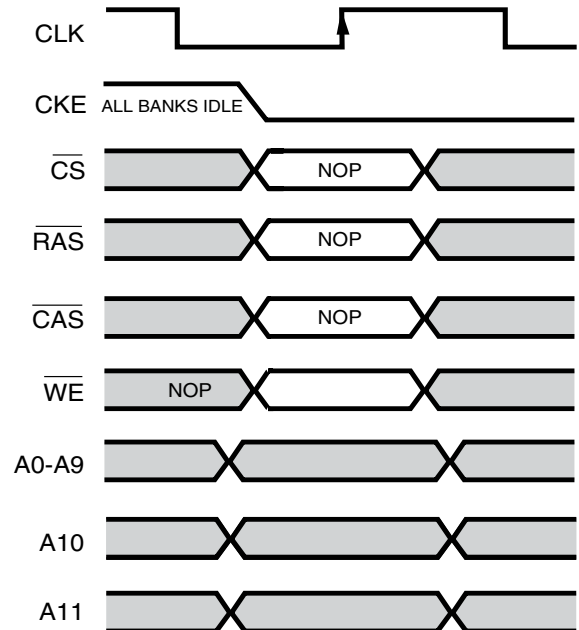 CLK
CKE ALL BANKS IDLE
CS NOP
RAS NOP
CAS NOP
WE NOP
A0-A9
A10
A11